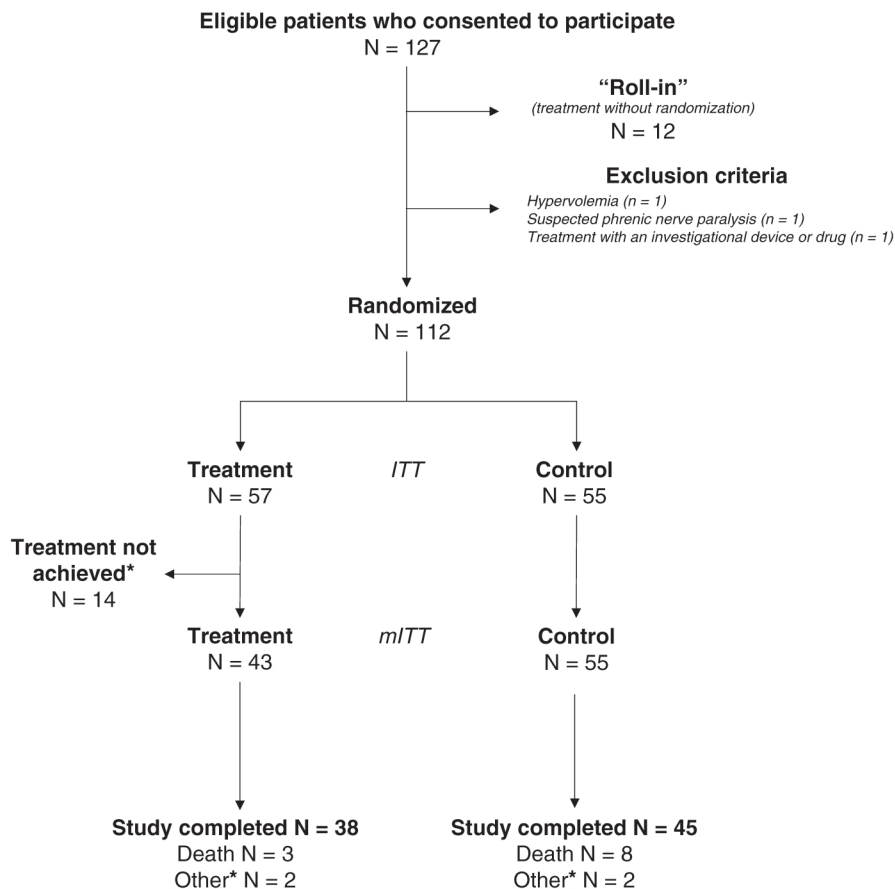 Eligible patients who consented to participate
N = 127
“Roll-in”
(treatment without randomization)
N = 12
Exclusion criteria
Hypervolemia (n = 1)
Suspected phrenic nerve paralysis (n = 1)
Treatment with an investigational device or drug (n = 1)
Randomized
N = 112
Treatment
N = 57
ITT
Control
N = 55
Treatment not
achieved*
N = 14
Treatment
N = 43
mITT
Control
N = 55
Study completed N = 38
Death N = 3
Other* N = 2
Study completed N = 45
Death N = 8
Other* N = 2